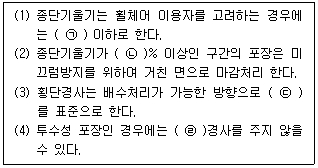 (1) 종단기울기는 휠체어 이용자를 고려하는 경우에
는 ( ㉠ ) 이하로 한다.
(2) 종단기울기가 ( ㉡ )% 이상인 구간의 포장은 미
끄럼방지를 위하여 거친 면으로 마감처리 한다.
(3) 횡단경사는 배수처리가 가능한 방향으로 ( ㉢ )
를 표준으로 한다.
(4) 투수성 포장인 경우에는 ( ㉣ )경사를 주지 않을
수 있다.